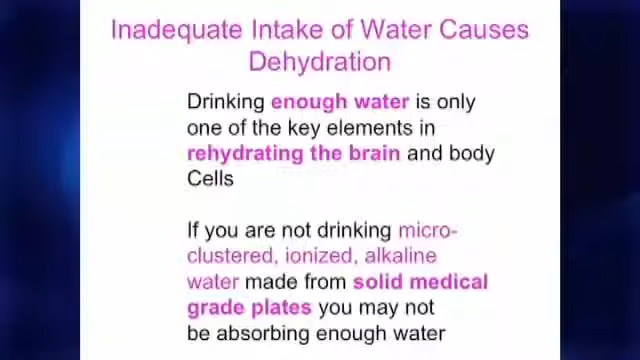 Inadequate Intake of Water Causes
Dehydration
Drinking enough water is only
one of the key elements in
rehydrating the brain and body
Cells
If you are not drinking micro-
clustered, ionized, alkaline
water made from solid medical
grade plates you may not
be absorbing enough water